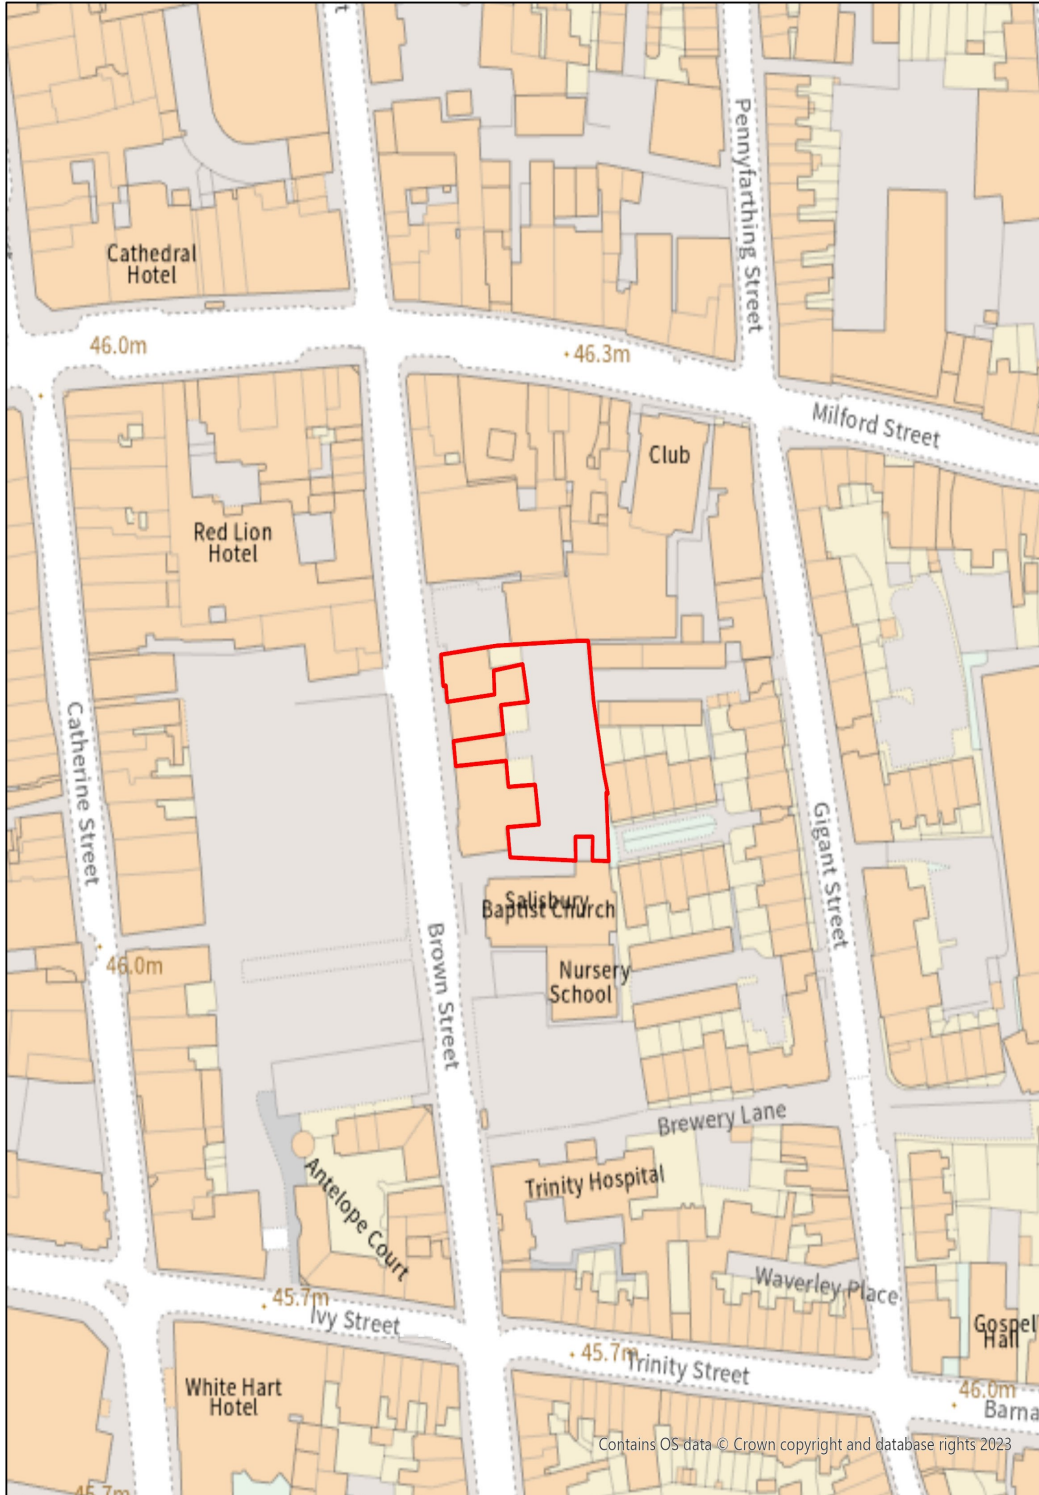 t
Pennyfarthing Street
Cathedral
Hotel
46.0m
46.3m
Milford Street
Club
Red Lion
Hotel
Catherine Street
Gigant Street
Salisbury
Baptist Church
Brown Street
46.0m
Nursery
School
Brewery Lane
Trinity Hospital
Antelope Court
Waverley Place
45.7m
Ivy Street
Gospel
Hall
45.7m
Trinity Street
White Hart
Hotel
46.0m
Barna
Contains OS data © Crown copyright and database rights 2023
45.7m